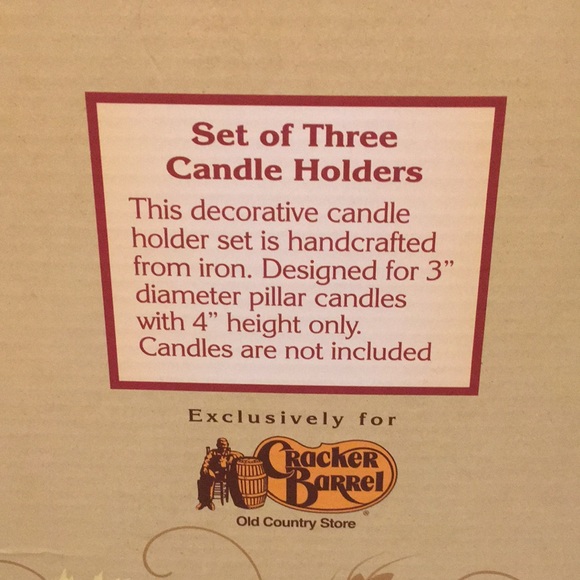 Set of Three
Candle Holders
This decorative candle
holder set is handcrafted
from iron. Designed for 3”
diameter pillar candles
with 4” height only.
Candles are not included
Exclusively for
Cracker
Barrel
®
Old Country Store